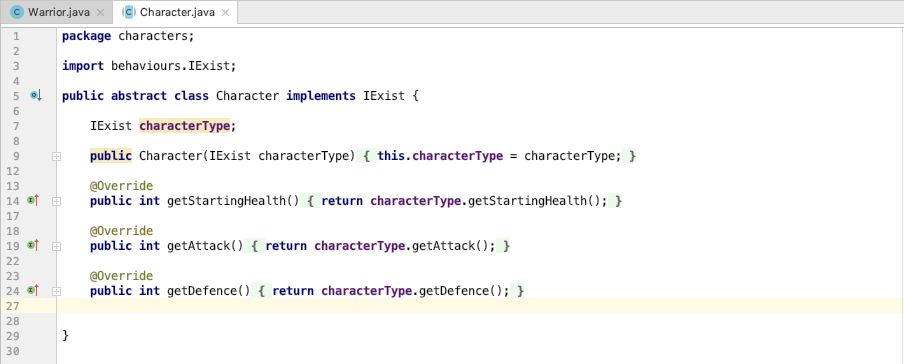 Warrior.java
Character.java
1 package characters;
2
3 import behaviours.IExist;
4
5 public abstract class Character implements IExist {
6
7 IExist characterType;
8
9 public Character(IExist characterType) { this.characterType = characterType; }
12
13 @Override
14 public int getStartingHealth() { return characterType.getStartingHealth(); }
17
18 @Override
19 public int getAttack() { return characterType.getAttack(); }
22
23 @Override
24 public int getDefence() { return characterType.getDefence(); }
27
28
29 }
30